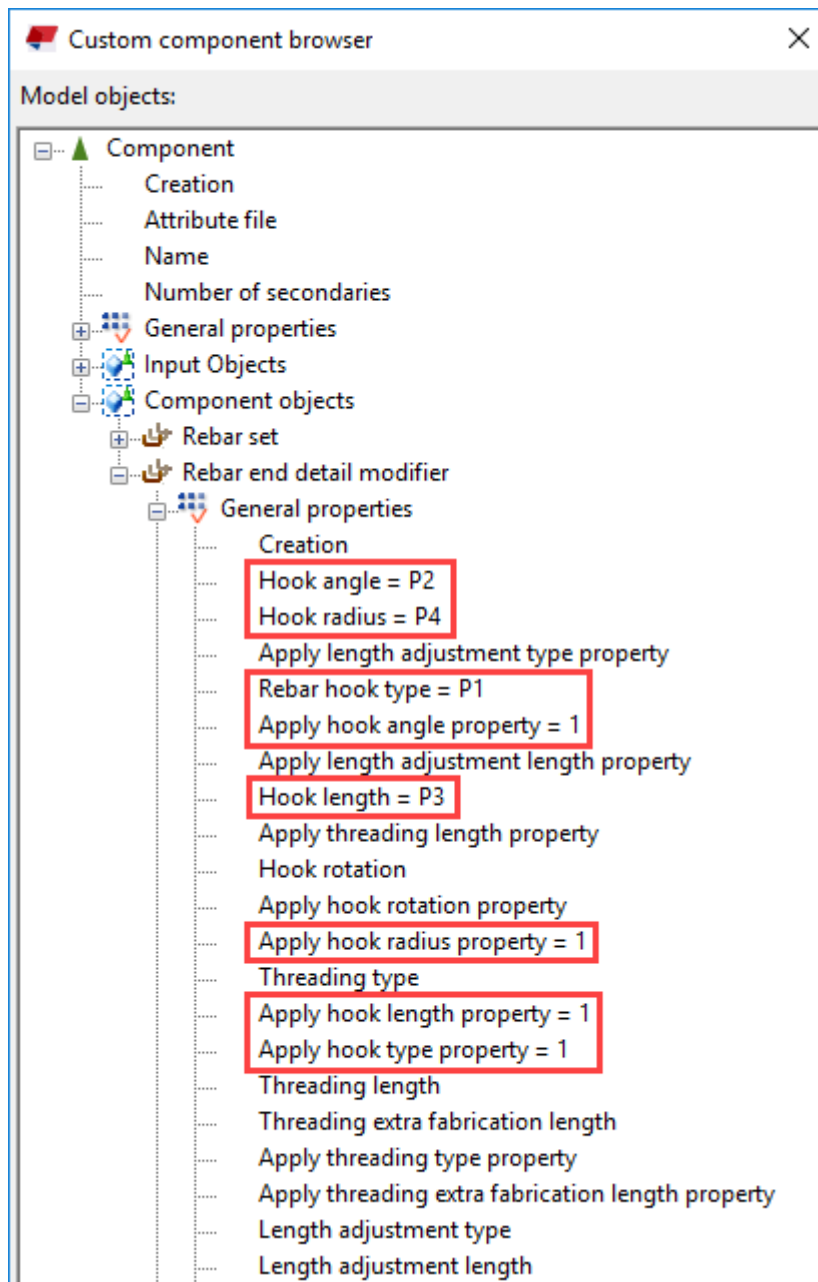 Custom component browser
Model objects:
Component
Creation
Attribute file
Name
Number of secondaries
General properties
Input Objects
Component objects
Rebar set
Rebar end detail modifier
General properties
Creation
Hook angle = P2
Hook radius = P4
Apply length adjustment type property
Rebar hook type = P1
Apply hook angle property = 1
Apply length adjustment length property
Hook length = P3
Apply threading length property
Hook rotation
Apply hook rotation property
Apply hook radius property = 1
Threading type
Apply hook length property = 1
Apply hook type property = 1
Threading length
Threading extra fabrication length
Apply threading type property
Apply threading extra fabrication length property
Length adjustment type
Length adjustment length